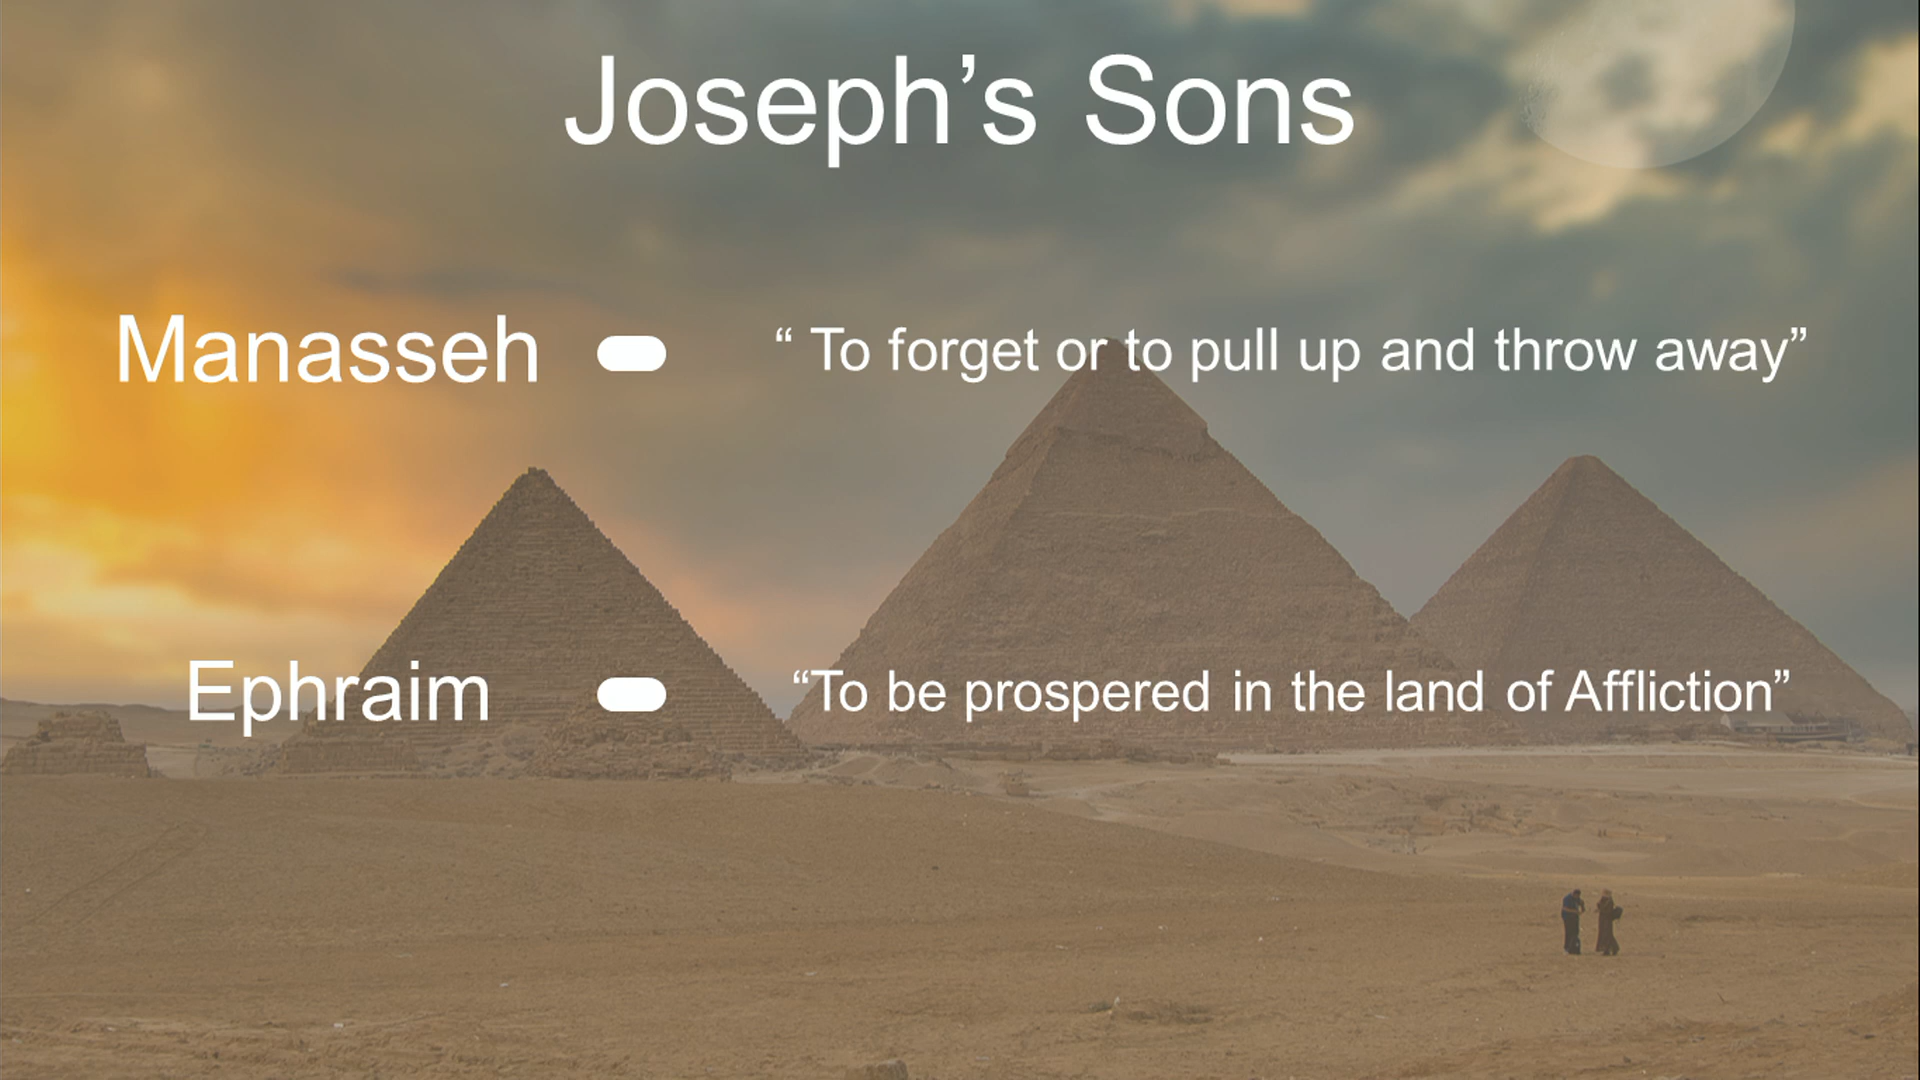 Joseph’s Sons
Manasseh - “ To forget or to pull up and throw away”
Ephraim - “To be prospered in the land of Affliction”